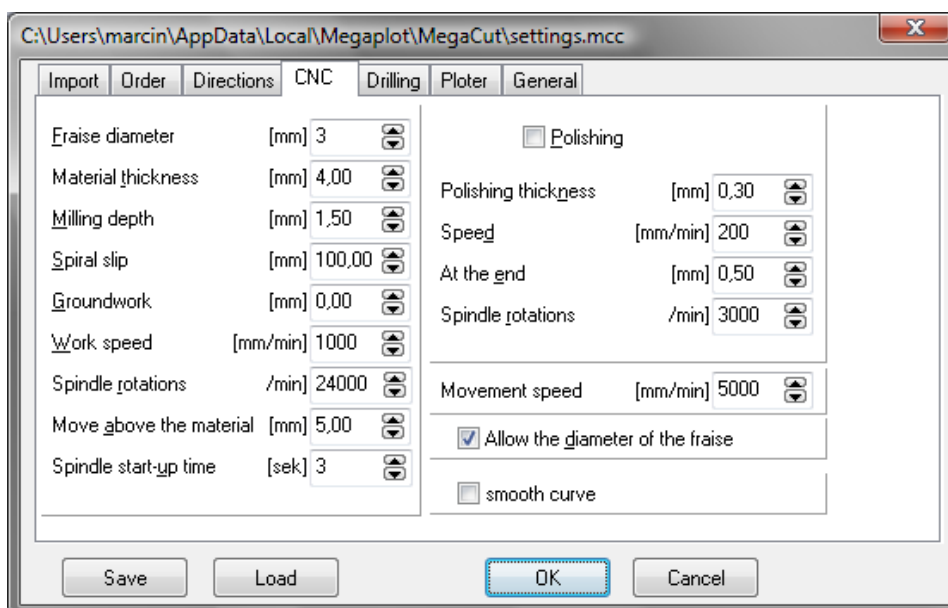 C:\Users\marcin\AppData\Local\Megaplot\MegaCut\settings.mcc
Import Order Directions CNC Drilling Ploter General
Fraise diameter [mm] 3
Material thickness [mm] 4,00
Milling depth [mm] 1,50
Spiral slip [mm] 100,00
Groundwork [mm] 0,00
Work speed [mm/min] 1000
Spindle rotations /min] 24000
Move above the material [mm] 5,00
Spindle start-up time [sek] 3
Polishing
Polishing thickness [mm] 0,30
Speed [mm/min] 200
At the end [mm] 0,50
Spindle rotations /min] 3000
Movement speed [mm/min] 5000
Allow the diameter of the fraise
smooth curve
Save Load OK Cancel